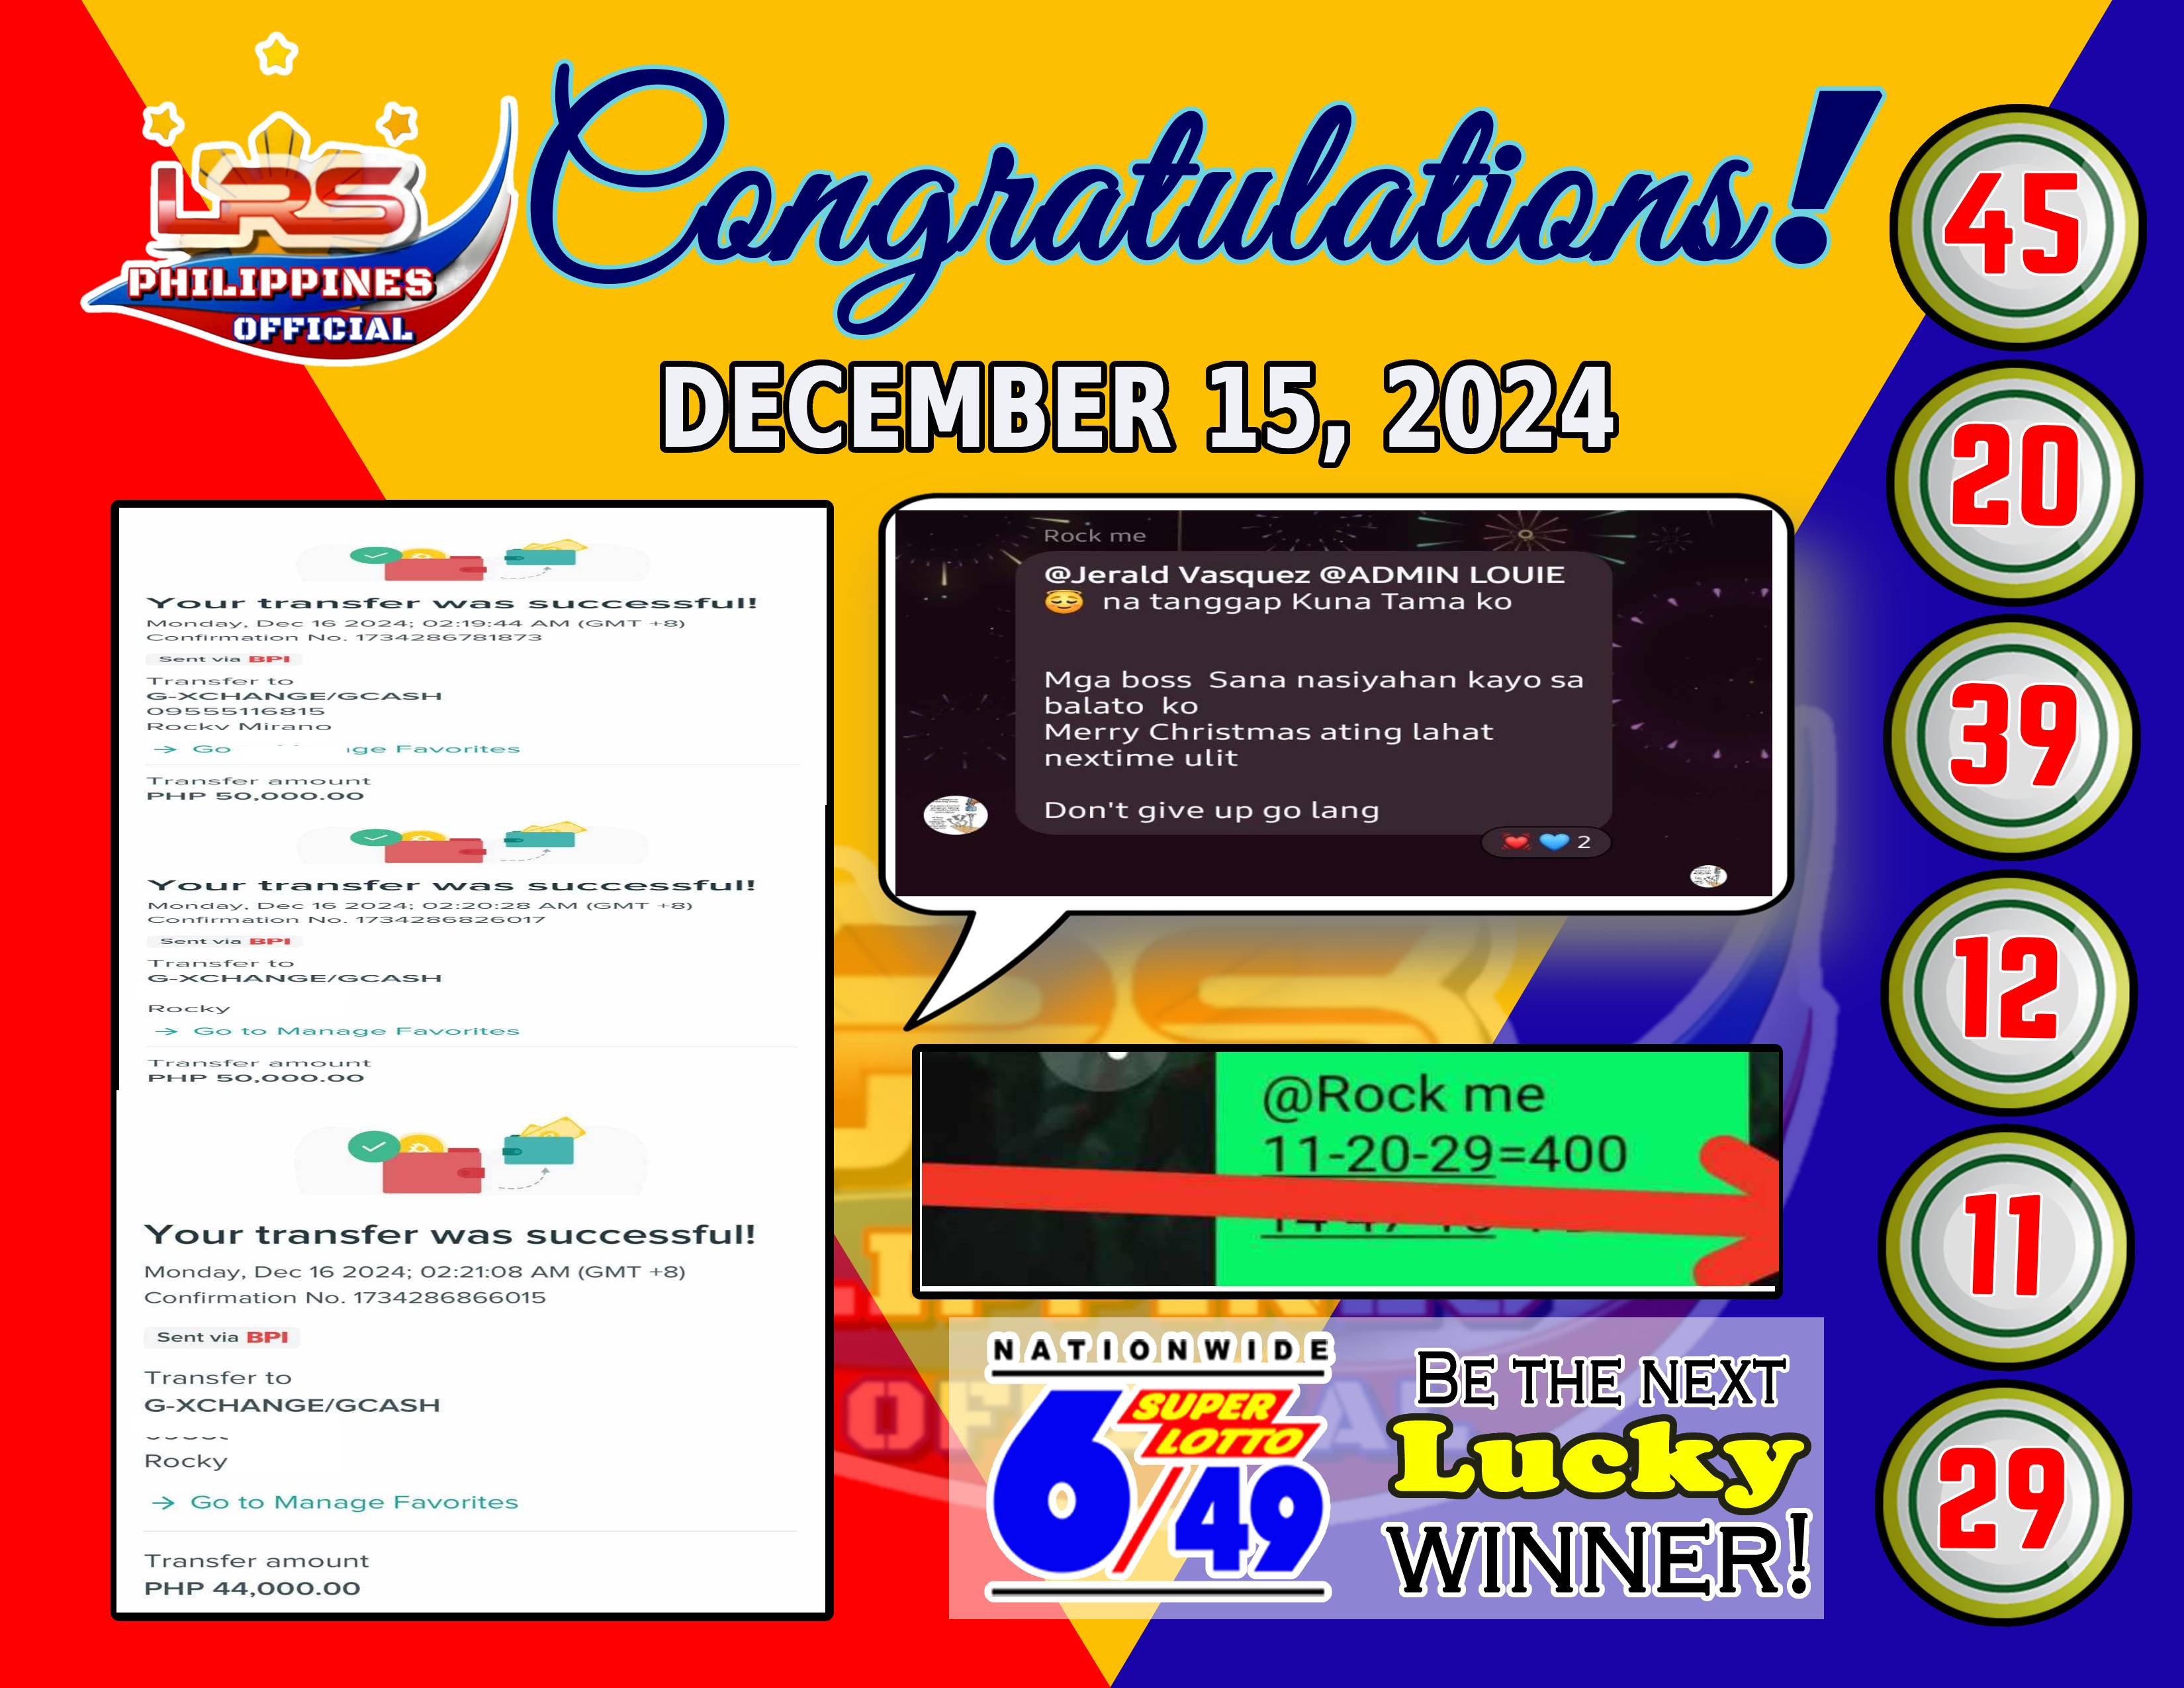 LRS
PHILIPPINES
OFFICIAL
Congratulations!
DECEMBER 15, 2024
Your transfer was successful!
Monday, Dec 16 2024; 02:19:44 AM (GMT +8)
Confirmation No. 1734286781873
Sent via BPI
Transfer to
G-XCHANGE/GCASH
09555116815
Rocky Mirano
→ Go ge Favorites
Transfer amount
PHP 50,000.00
Your transfer was successful!
Monday, Dec 16 2024; 02:20:28 AM (GMT +8)
Confirmation No. 1734286826017
Sent via BPI
Transfer to
G-XCHANGE/GCASH
Rocky
→ Go to Manage Favorites
Transfer amount
PHP 50,000.00
Your transfer was successful!
Monday, Dec 16 2024; 02:21:08 AM (GMT +8)
Confirmation No. 1734286866015
Sent via BPI
Transfer to
G-XCHANGE/GCASH
Rocky
→ Go to Manage Favorites
Transfer amount
PHP 44,000.00
Rock me
@Jerald Vasquez @ADMIN LOUIE
😇 na tanggap Kuna Tama ko
Mga boss Sana nasiyahan kayo sa
balato ko
Merry Christmas ating lahat
nextime ulit
Don't give up go lang
2
@Rock me
11-20-29=400
NATIONWIDE
SUPER
LOTTO
6/49
BE THE NEXT
Lucky
WINNER!
45
20
39
12
11
29